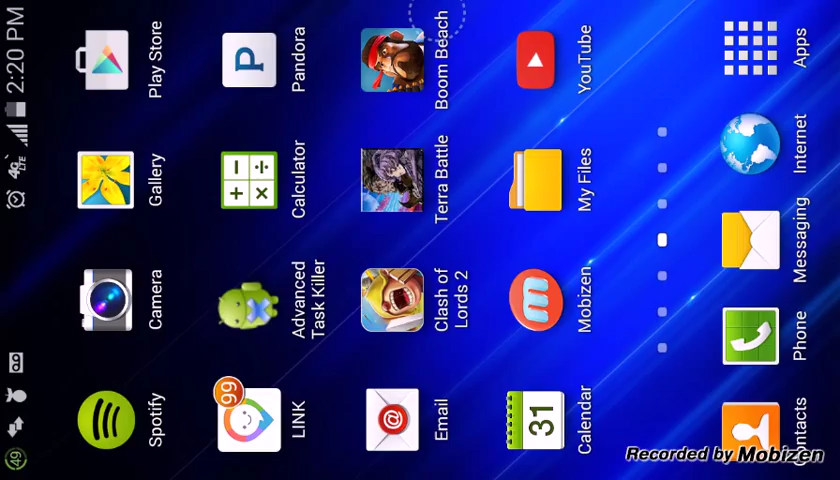 49
4G
LTE
2:20 PM
Spotify
Camera
Gallery
Play Store
99
LINK
Advanced
Task Killer
Calculator
P
Pandora
@
Email
Clash of
Lords 2
Terra Battle
Boom Beach
31
Calendar
m
Mobizen
My Files
YouTube
ontacts
Phone
Messaging
Internet
Apps
Recorded by Mobizen